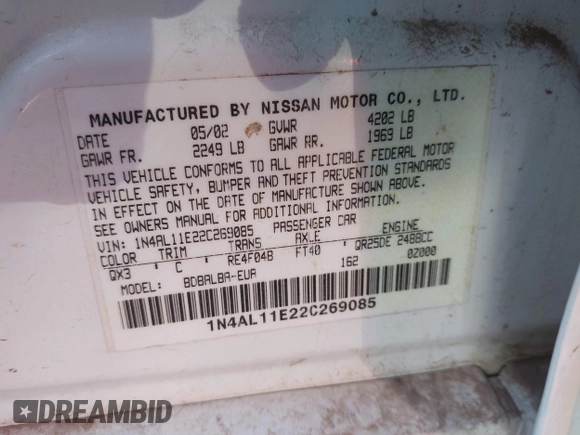 MANUFACTURED BY NISSAN MOTOR CO., LTD.
DATE 05/02 GVWR 4202 LB
GAWR FR. 2249 LB GAWR RR. 1969 LB
THIS VEHICLE CONFORMS TO ALL APPLICABLE FEDERAL MOTOR
VEHICLE SAFETY, BUMPER AND THEFT PREVENTION STANDARDS
IN EFFECT ON THE DATE OF MANUFACTURE SHOWN ABOVE.
SEE OWNERS MANUAL FOR ADDITIONAL INFORMATION.
VIN: 1N4AL11E22C269085 PASSENGER CAR
COLOR TRIM TRANS AXLE ENGINE
QX3 C RE4F04B FT40 QR25DE 2488CC
MODEL: BDBALBA-EUA 162 0Z000
1N4AL11E22C269085
DREAMBID